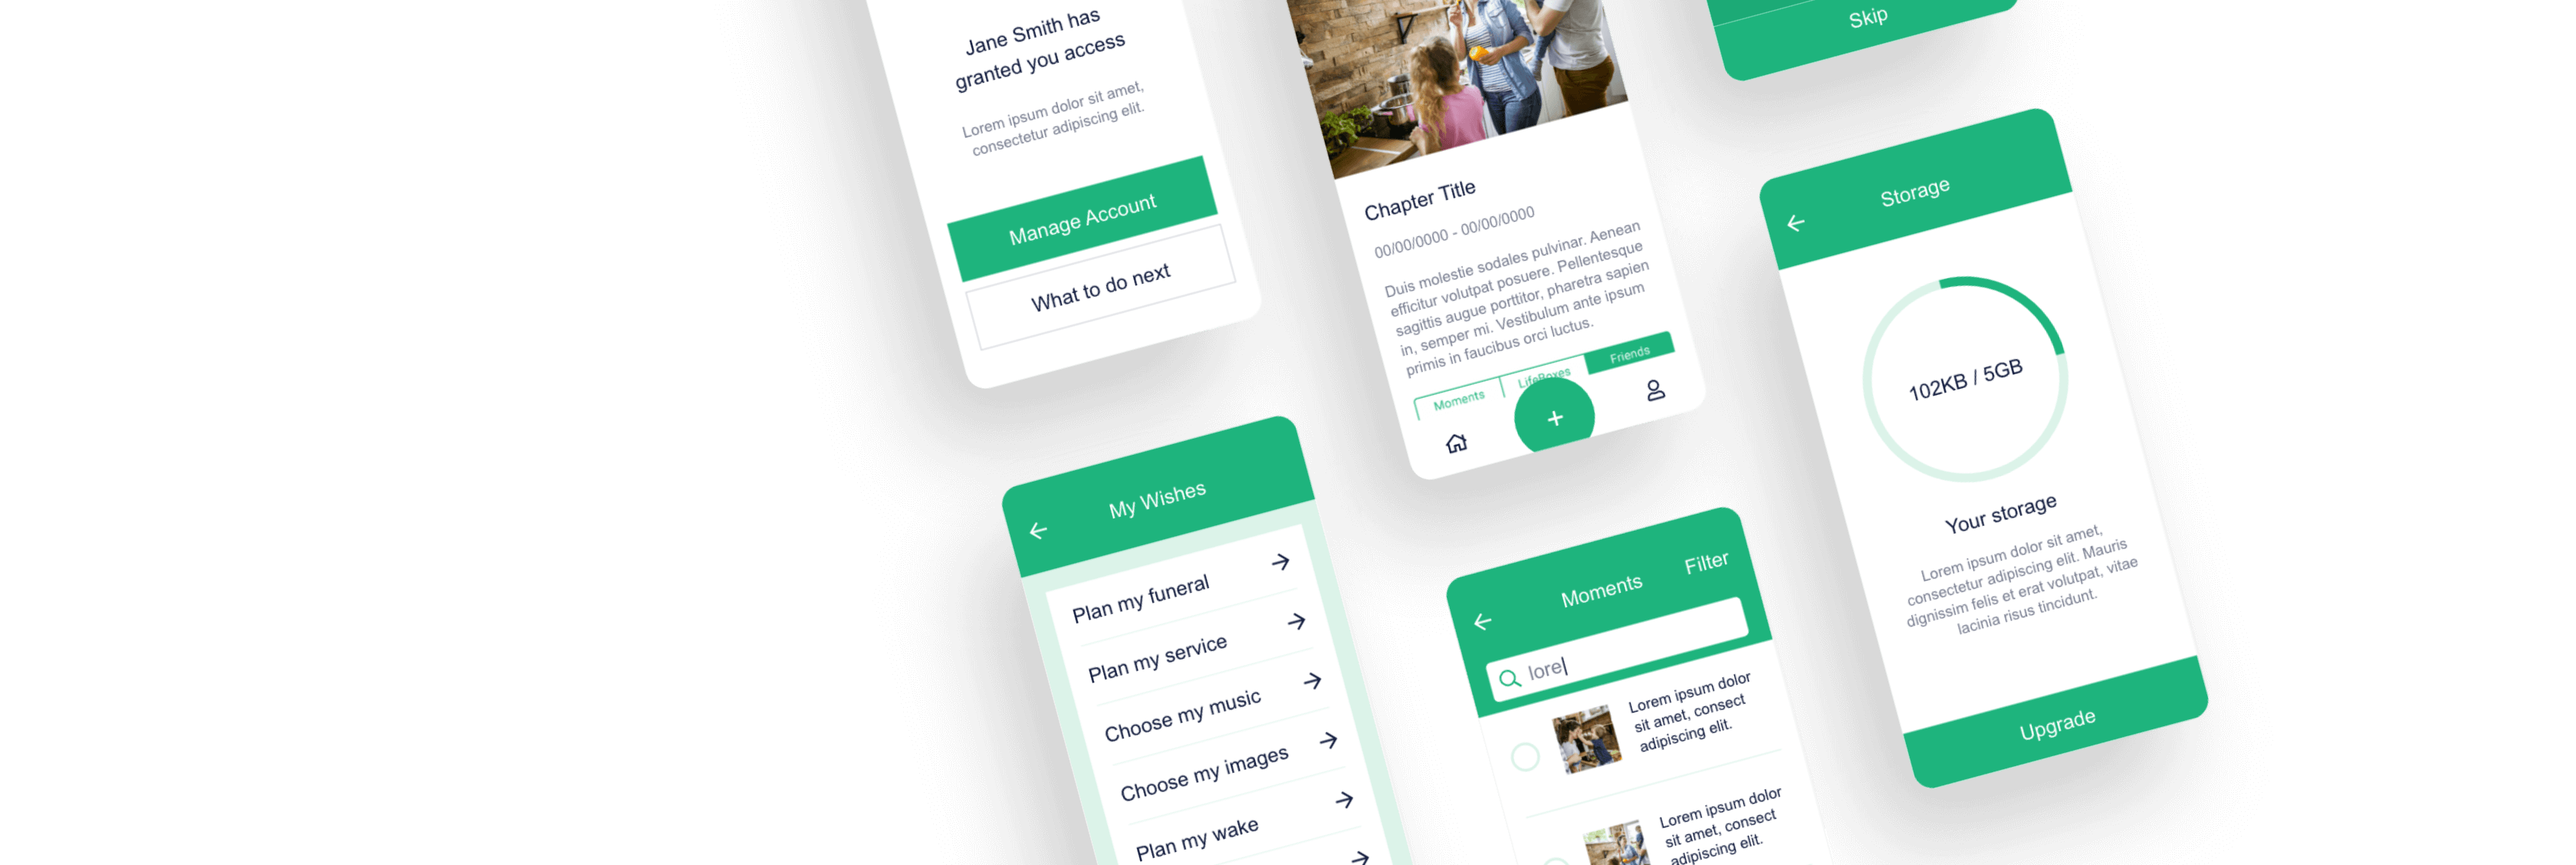 Jane Smith has
granted you access
Lorem ipsum dolor sit amet,
consectetur adipiscing elit.
Manage Account
What to do next
Chapter Title
00/00/0000 - 00/00/0000
Duis molestie sodales pulvinar. Aenean
efficitur volutpat posuere. Pellentesque
sagittis augue porttitor, pharetra sapien
in, semper mi. Vestibulum ante ipsum
primis in faucibus orci luctus.
Moments
LifeBoxes
Friends
+
Skip
Storage
102KB / 5GB
Your storage
Lorem ipsum dolor sit amet,
consectetur adipiscing elit. Mauris
dignissim felis et erat volutpat, vitae
lacinia risus tincidunt.
Upgrade
My Wishes
Plan my funeral
Plan my service
Choose my music
Choose my images
Plan my wake
Moments
Filter
lore
Lorem ipsum dolor
sit amet, consect
adipiscing elit.
Lorem ipsum dolor
sit amet, consect
adipiscing elit.